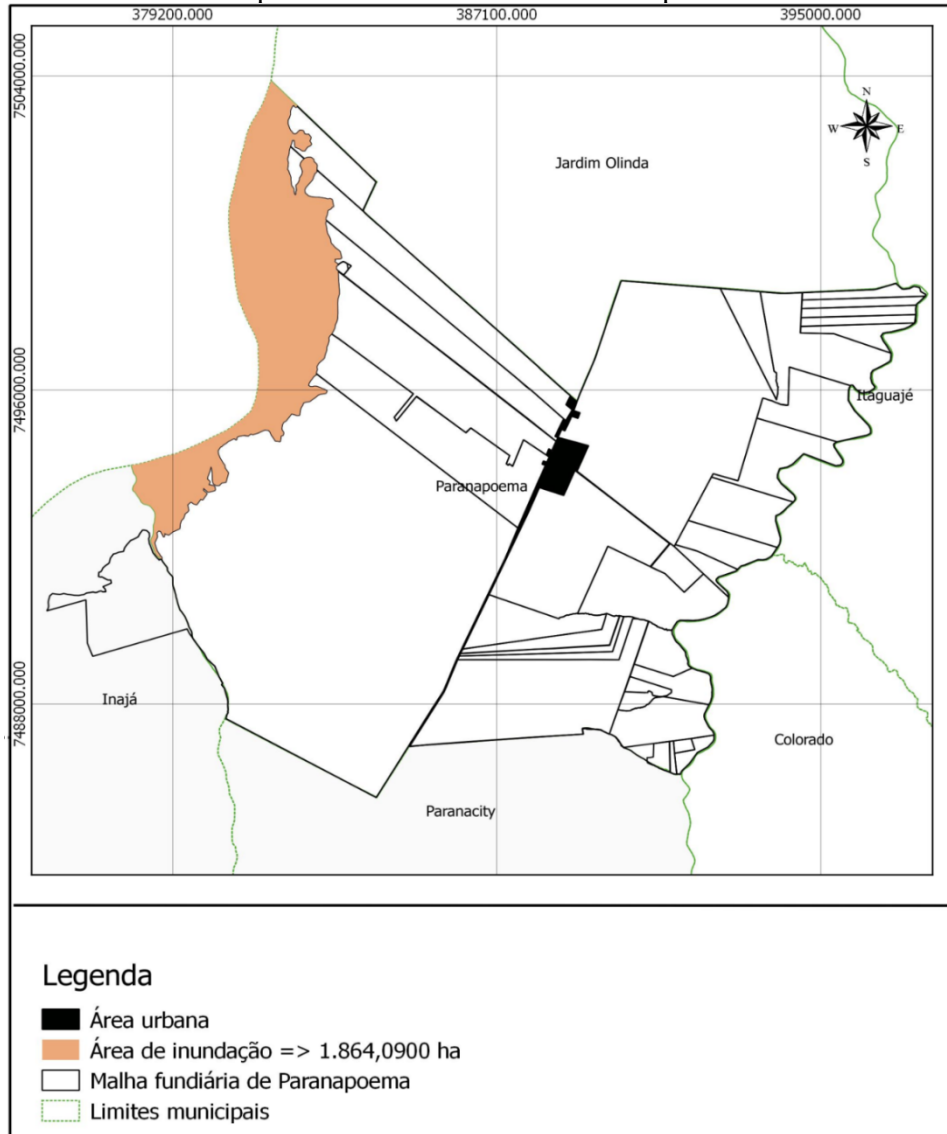 379200.000
387100.000
395000.000
7504000.000
N
W
E
S
Jardim Olinda
7496000.000
Itaguajé
Paranapoema
7488000.000
Inajá
Colorado
Paranacity
Legenda
Área urbana
Área de inundação => 1.864,0900 ha
Malha fundiária de Paranapoema
Limites municipais